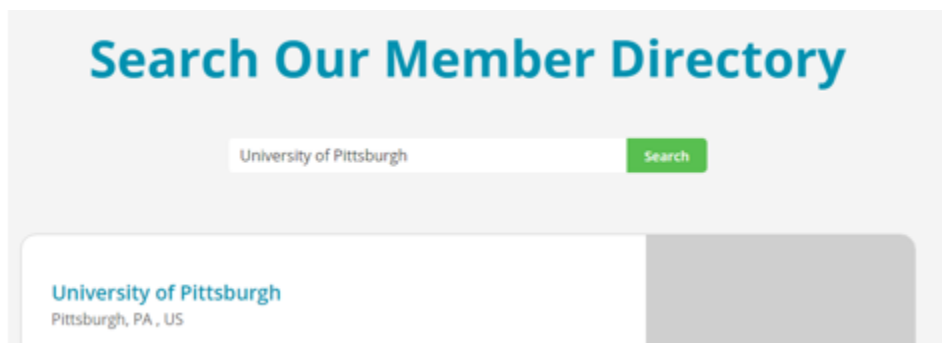 Search Our Member Directory
University of Pittsburgh
Search
University of Pittsburgh
Pittsburgh, PA , US